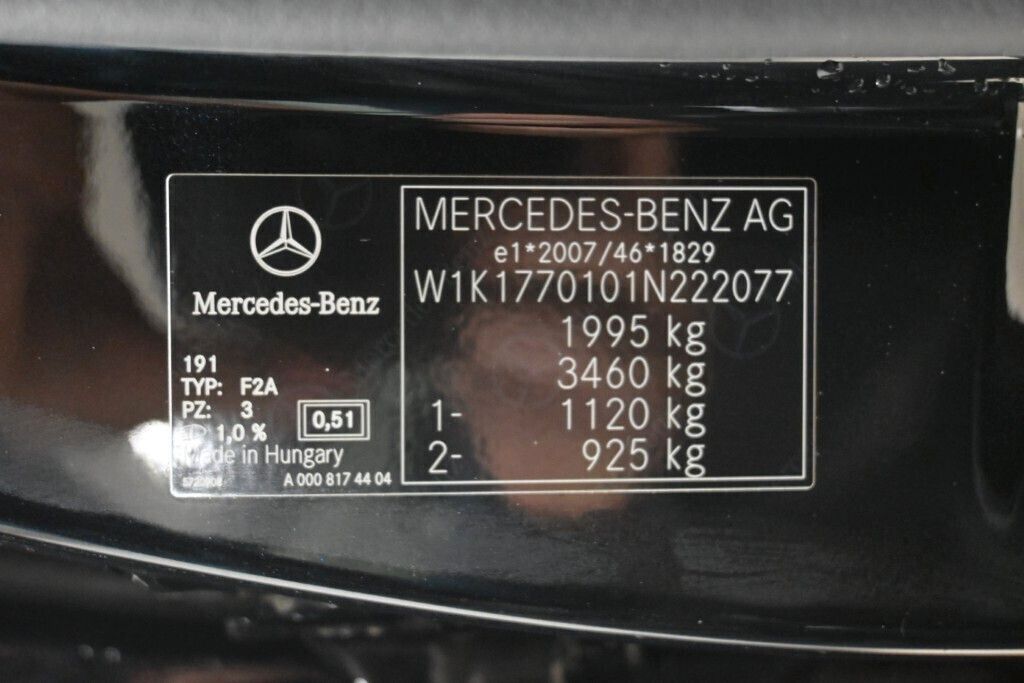 Mercedes-Benz
191
TYP: F2A
PZ: 3
1,0 %
0,51
Made in Hungary
A 000 817 44 04
MERCEDES-BENZ AG
e1*2007/46*1829
W1K1770101N222077
1995 kg
3460 kg
1- 1120 kg
2- 925 kg